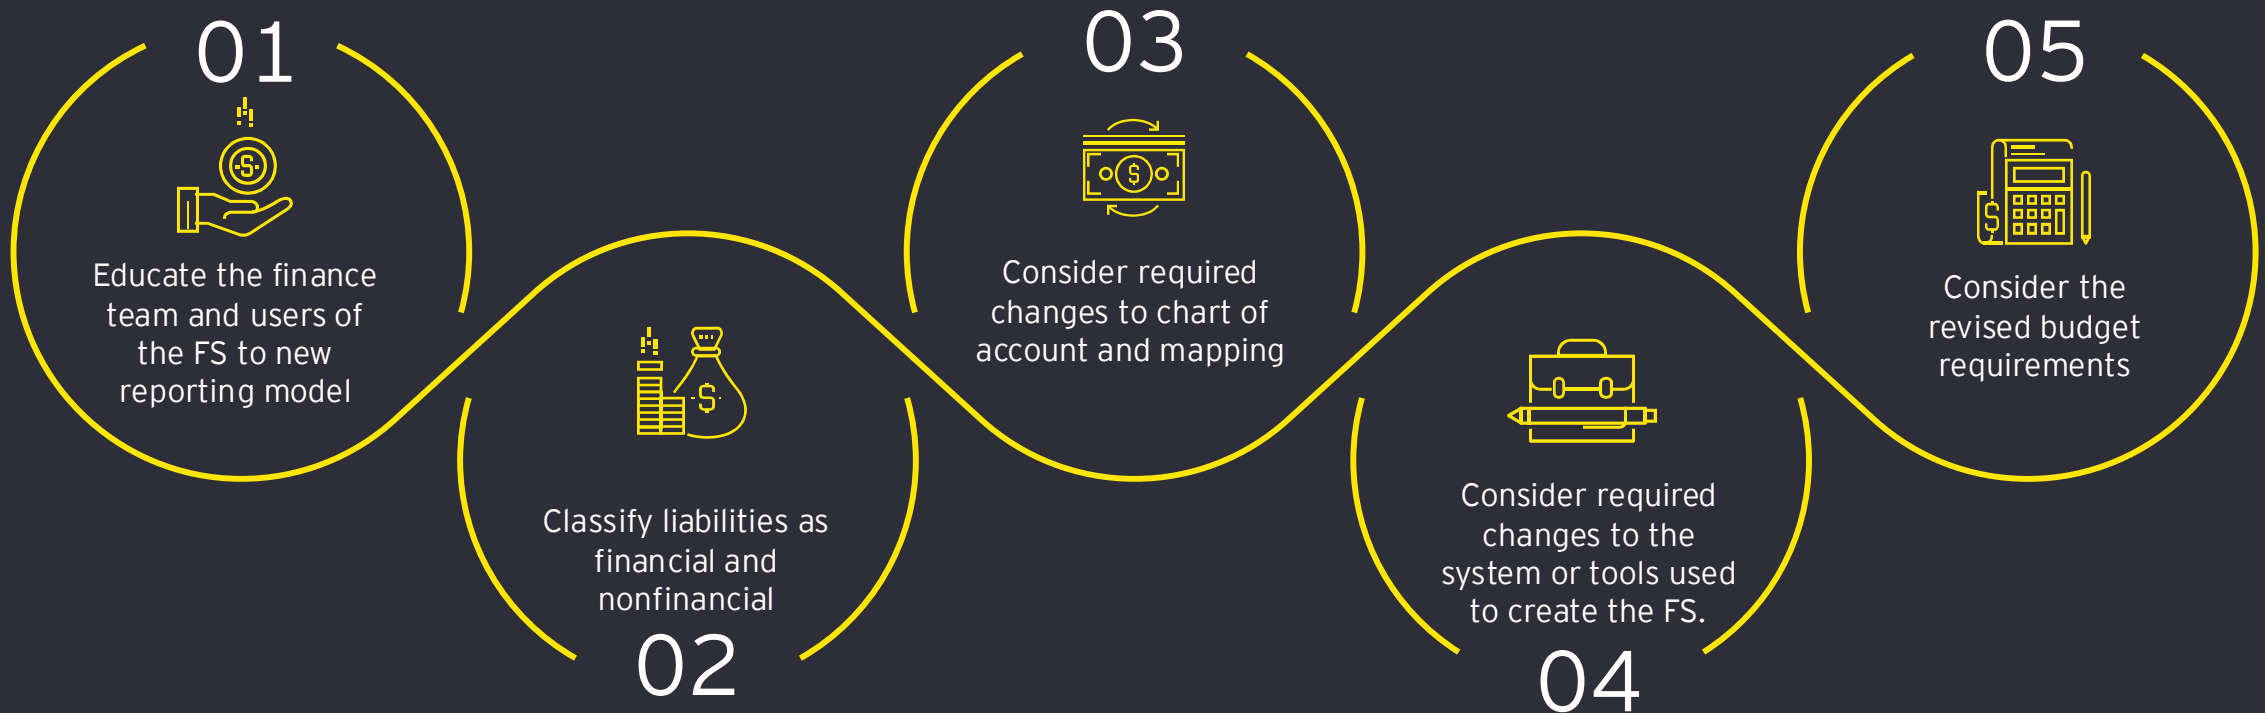 01
Educate the finance
team and users of
the FS to new
reporting model
Classify liabilities as
financial and
nonfinancial
02
03
Consider required
changes to chart of
account and mapping
Consider required
changes to the
system or tools used
to create the FS.
04
05
Consider the
revised budget
requirements